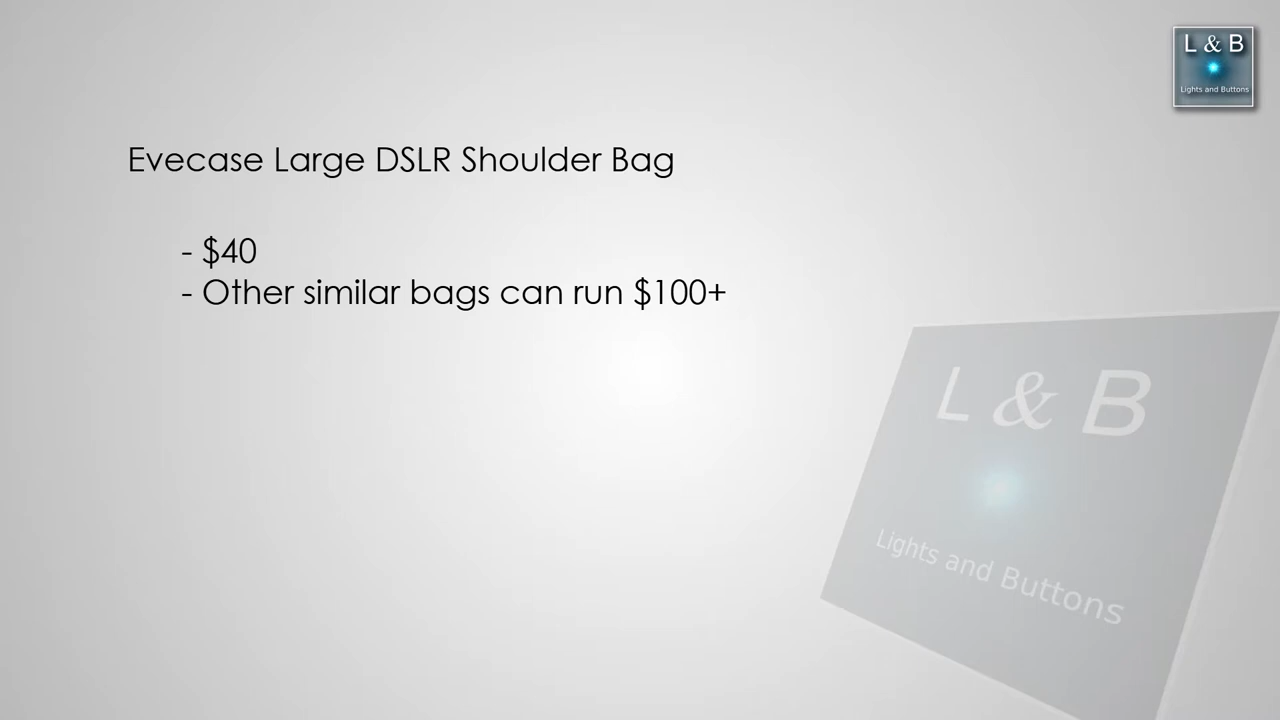 L & B
Lights and Buttons
Evecase Large DSLR Shoulder Bag
- $40
- Other similar bags can run $100+
L & B
Lights and Buttons